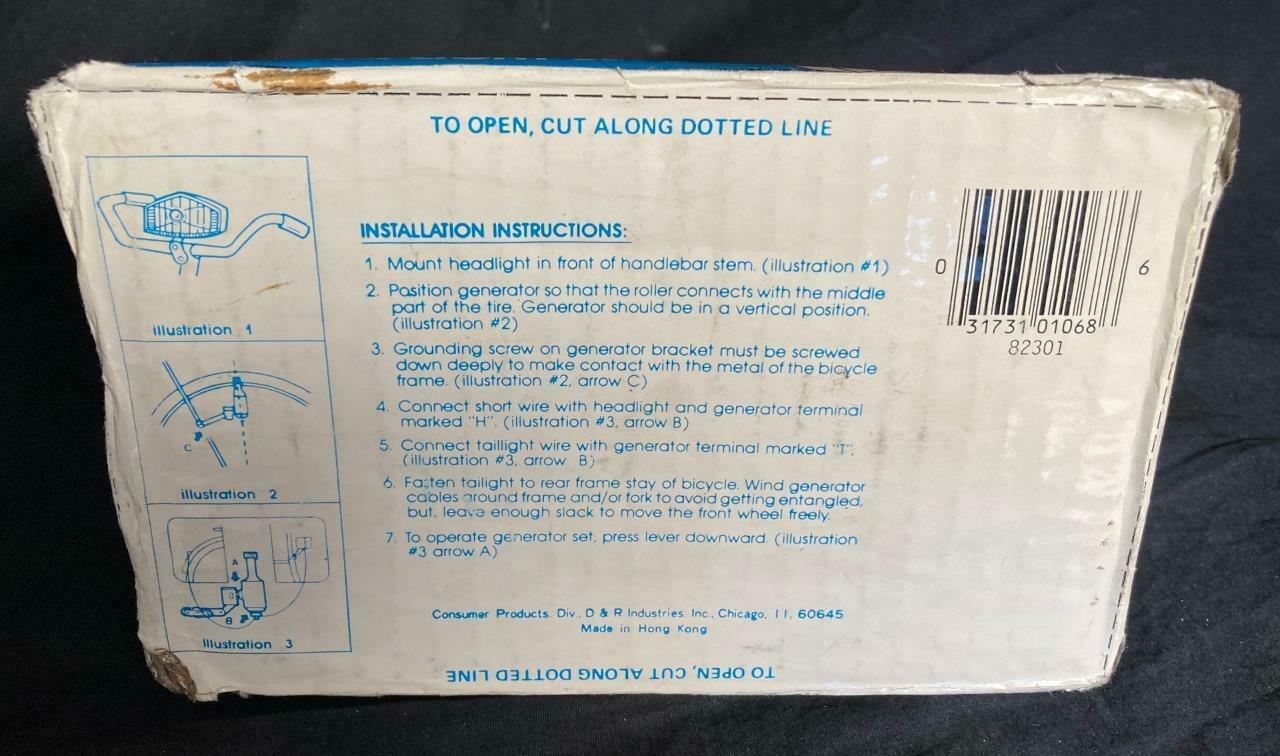 TO OPEN, CUT ALONG DOTTED LINE
INSTALLATION INSTRUCTIONS:
1. Mount headlight in front of handlebar stem. (illustration #1)
2. Position generator so that the roller connects with the middle
part of the tire. Generator should be in a vertical position.
(illustration #2)
3. Grounding screw on generator bracket must be screwed
down deeply to make contact with the metal of the bicycle
frame. (illustration #2, arrow C)
4. Connect short wire with headlight and generator terminal
marked "H". (illustration #3, arrow B)
5. Connect taillight wire with generator terminal marked "T".
(illustration #3, arrow B)
6. Fasten tailight to rear frame stay of bicycle. Wind generator
cables around frame and/or fork to avoid getting entangled,
but, leave enough slack to move the front wheel freely.
7. To operate generator set, press lever downward. (illustration
#3 arrow A)
Consumer Products. Div., D & R Industries, Inc., Chicago, Il. 60645
Made in Hong Kong
TO OPEN, CUT ALONG DOTTED LINE
illustration 1
C
illustration 2
A
B
illustration 3
0 31731 01068 6
82301